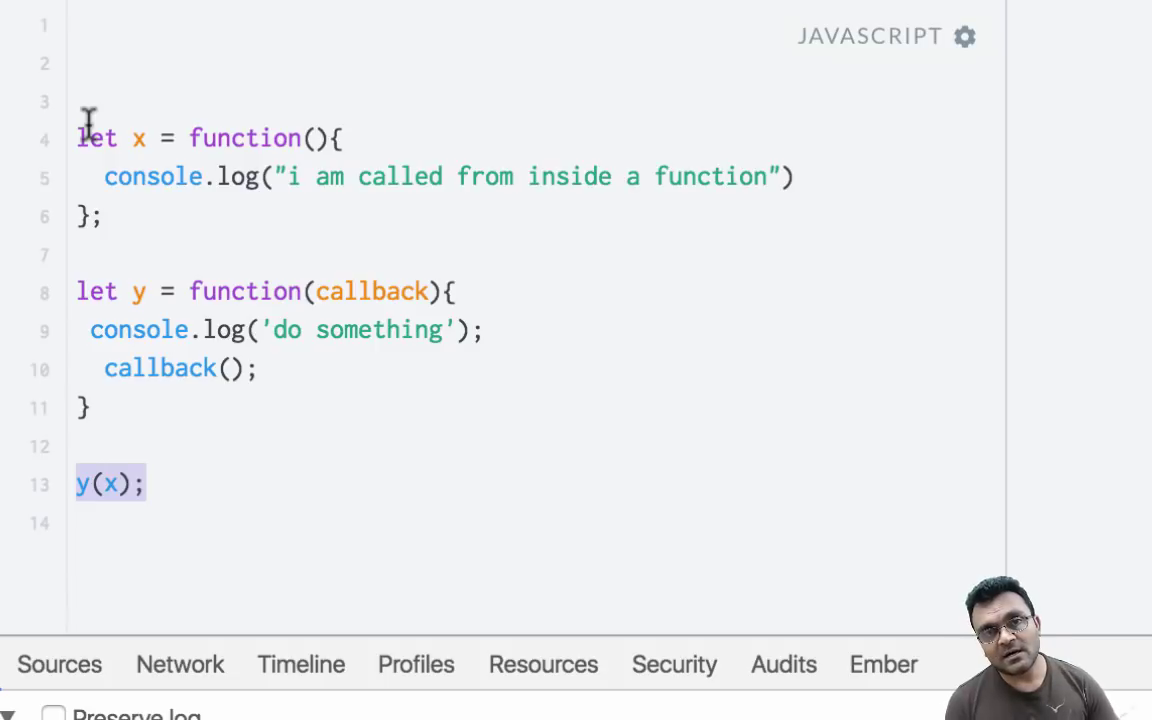 JAVASCRIPT
1
2
3
4 let x = function(){
5 console.log("i am called from inside a function")
6 };
7
8 let y = function(callback){
9 console.log('do something');
10 callback();
11 }
12
13 y(x);
14
Sources Network Timeline Profiles Resources Security Audits Ember
Preserve log